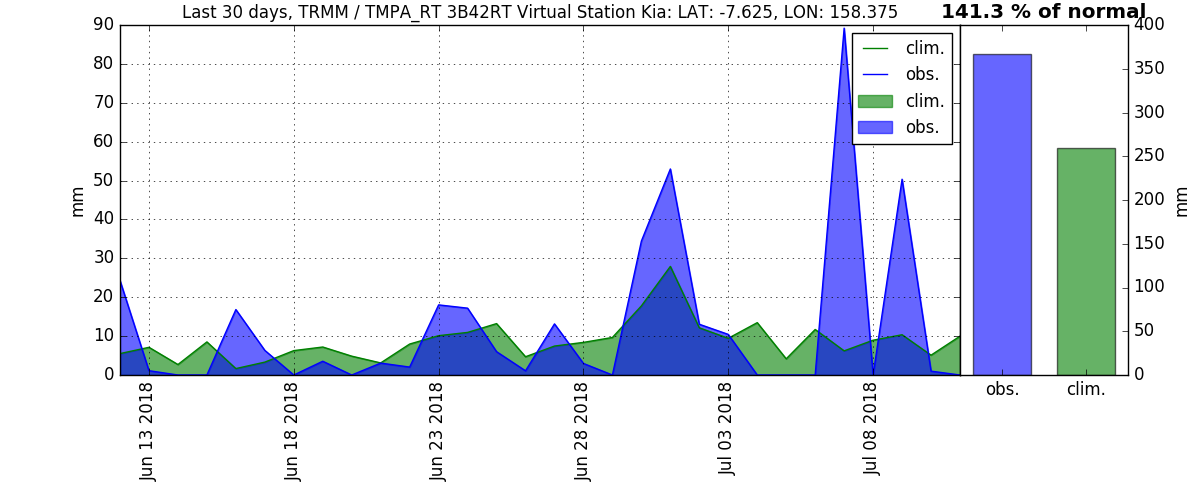 Last 30 days, TRMM / TMPA_RT 3B42RT Virtual Station Kia: LAT: -7.625, LON: 158.375
141.3 % of normal
90
80
70
60
50
40
30
20
10
0
mm
clim.
obs.
clim.
obs.
Jun 13 2018
Jun 18 2018
Jun 23 2018
Jun 28 2018
Jul 03 2018
Jul 08 2018
400
350
300
250
200
150
100
50
0
mm
obs.
clim.